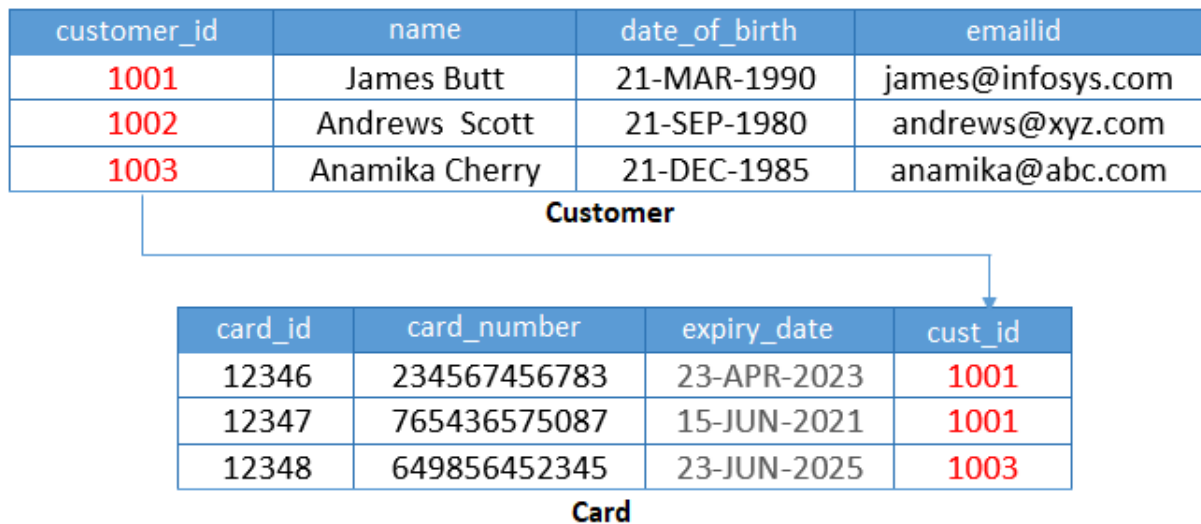 customer_id name date_of_birth emailid
1001 James Butt 21-MAR-1990 james@infosys.com
1002 Andrews Scott 21-SEP-1980 andrews@xyz.com
1003 Anamika Cherry 21-DEC-1985 anamika@abc.com
Customer
card_id card_number expiry_date cust_id
12346 234567456783 23-APR-2023 1001
12347 765436575087 15-JUN-2021 1001
12348 649856452345 23-JUN-2025 1003
Card